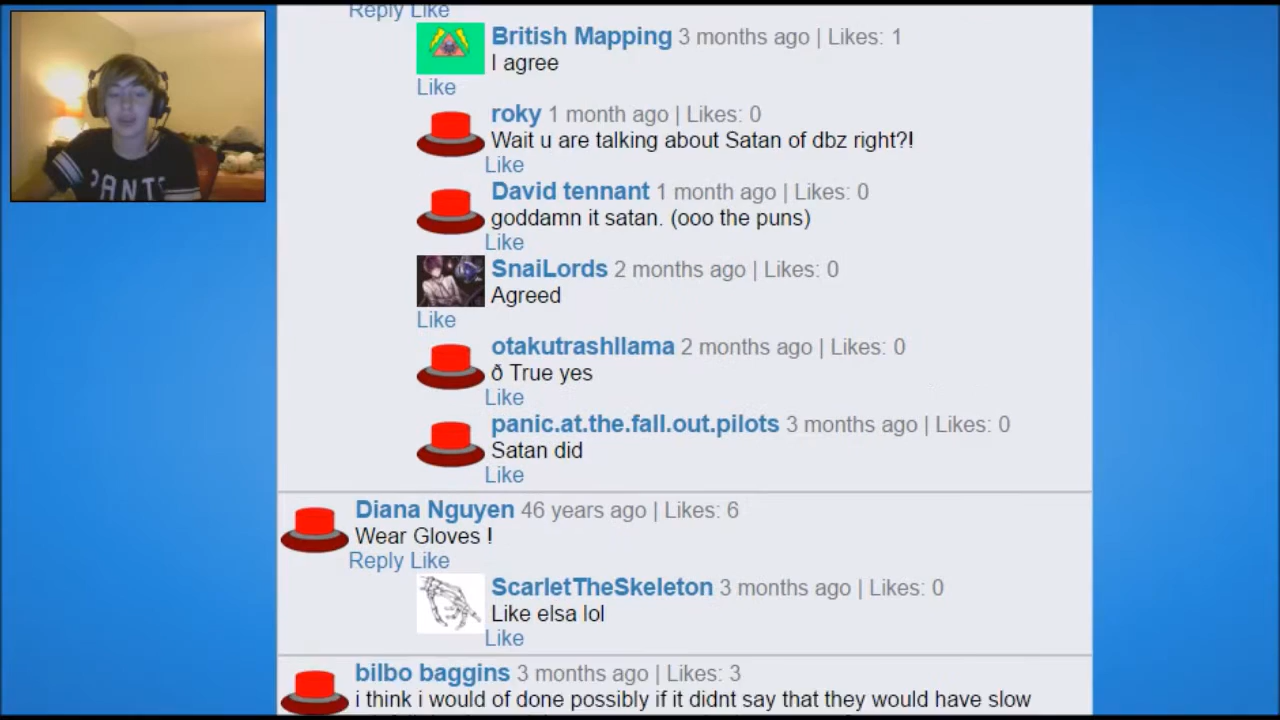 Reply Like
British Mapping 3 months ago | Likes: 1
I agree
Like
roky 1 month ago | Likes: 0
Wait u are talking about Satan of dbz right?!
Like
David tennant 1 month ago | Likes: 0
goddamn it satan. (ooo the puns)
Like
SnaiLords 2 months ago | Likes: 0
Agreed
Like
otakutrashllama 2 months ago | Likes: 0
ð True yes
Like
panic.at.the.fall.out.pilots 3 months ago | Likes: 0
Satan did
Like
Diana Nguyen 46 years ago | Likes: 6
Wear Gloves !
Reply Like
ScarletTheSkeleton 3 months ago | Likes: 0
Like elsa lol
Like
bilbo baggins 3 months ago | Likes: 3
i think i would of done possibly if it didnt say that they would have slow
PANTS